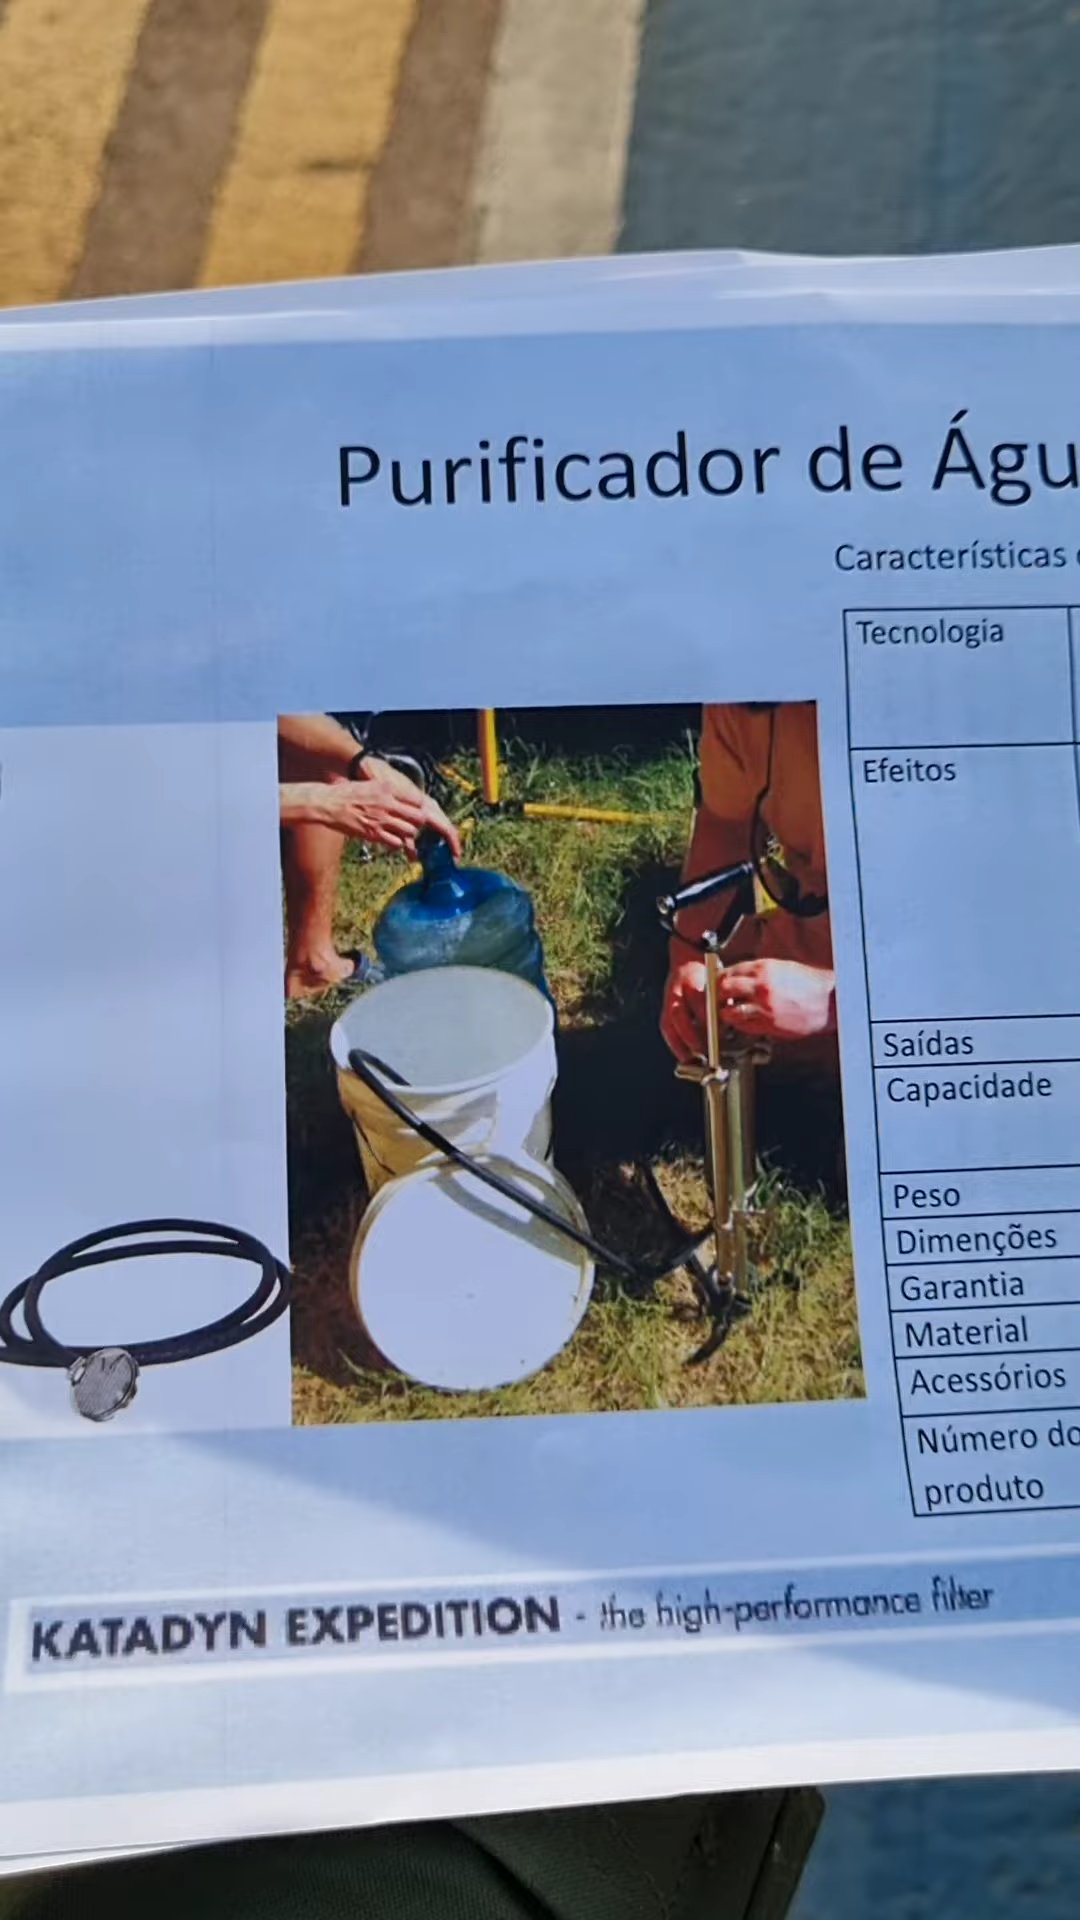 Purificador de Águ
Características
Tecnologia
Efeitos
Saídas
Capacidade
Peso
Dimenções
Garantia
Material
Acessórios
Número do
produto
KATADYN EXPEDITION - the high-performance filter